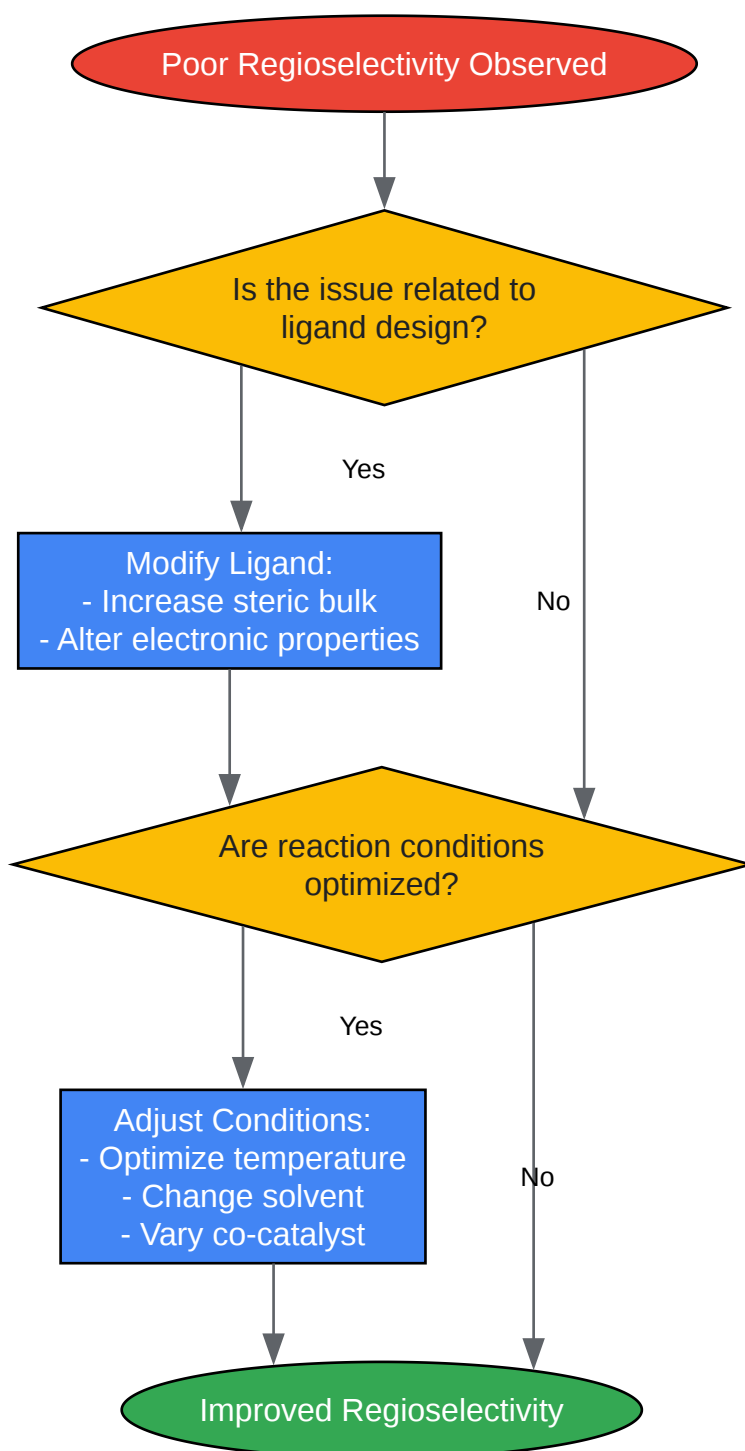 Poor Regioselectivity Observed
Is the issue related to
ligand design?
Yes
Modify Ligand:
- Increase steric bulk
- Alter electronic properties
No
Are reaction conditions
optimized?
Yes
Adjust Conditions:
- Optimize temperature
- Change solvent
- Vary co-catalyst
No
Improved Regioselectivity